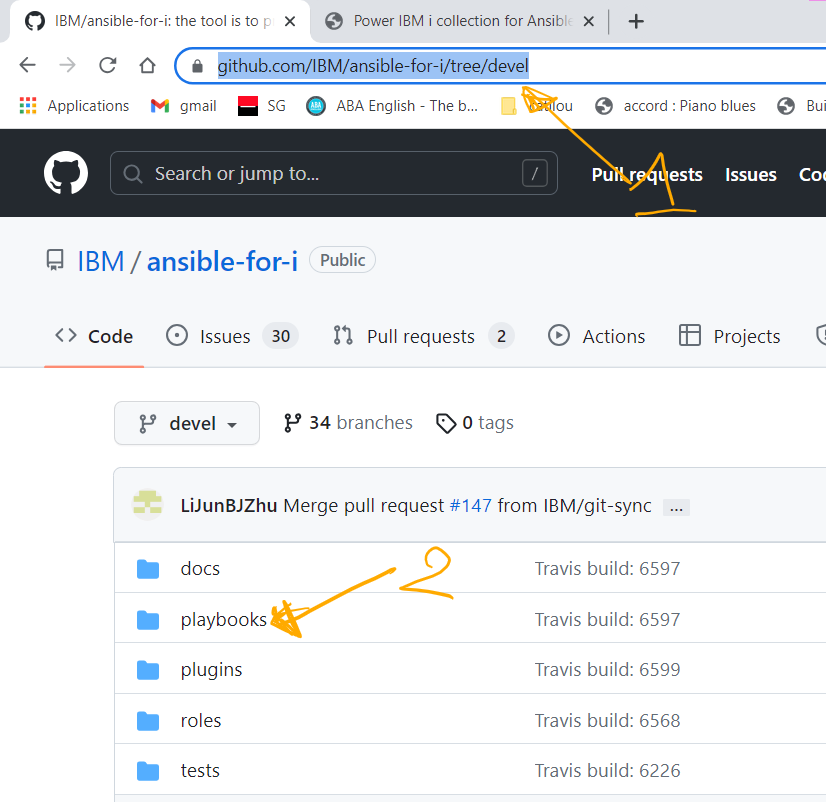 IBM/ansible-for-i: the tool is to p
Power IBM i collection for Ansible
github.com/IBM/ansible-for-i/tree/devel
Applications gmail SG ABA ABA English - The b... accord : Piano blues Bui
Search or jump to... / Pull requests Issues Coo
1
IBM / ansible-for-i Public
Code Issues 30 Pull requests 2 Actions Projects
devel 34 branches 0 tags
LiJunBJZhu Merge pull request #147 from IBM/git-sync ...
2
docs Travis build: 6597
playbooks Travis build: 6597
plugins Travis build: 6599
roles Travis build: 6568
tests Travis build: 6226